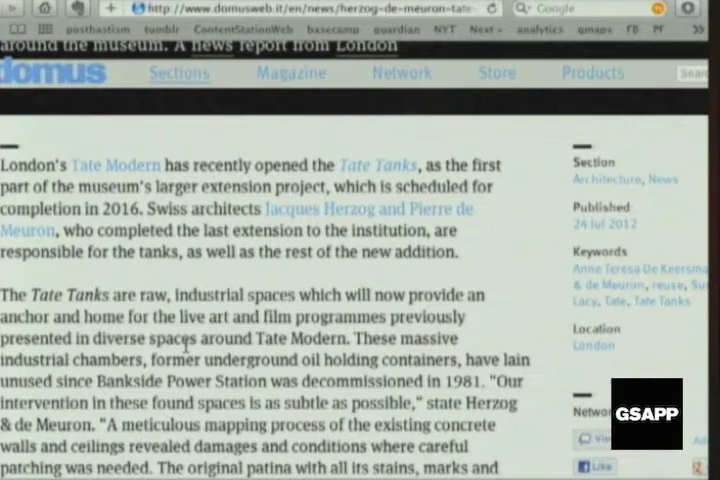 http://www.domusweb.it/en/news/herzog-de-meuron-tate-
Google
posthastism tumblr ContentStationWeb basecamp guardian NYT Next analytics gmaps FB
around the museum. A news report from London
domus Sections Magazine Network Store Products Sear
London's Tate Modern has recently opened the Tate Tanks, as the first
part of the museum's larger extension project, which is scheduled for
completion in 2016. Swiss architects Jacques Herzog and Pierre de
Meuron, who completed the last extension to the institution, are
responsible for the tanks, as well as the rest of the new addition.
The Tate Tanks are raw, industrial spaces which will now provide an
anchor and home for the live art and film programmes previously
presented in diverse spaces around Tate Modern. These massive
industrial chambers, former underground oil holding containers, have lain
unused since Bankside Power Station was decommissioned in 1981. "Our
intervention in these found spaces is as subtle as possible," state Herzog
& de Meuron. "A meticulous mapping process of the existing concrete
walls and ceilings revealed damages and conditions where careful
patching was needed. The original patina with all its stains, marks and
Section
Architecture, News
Published
24 Jul 2012
Keywords
Anne Teresa De Keersma
& de Meuron, reuse, Su
Lacy, Tate, Tate Tanks
Location
London
Networ
Vie
Like
GSAPP